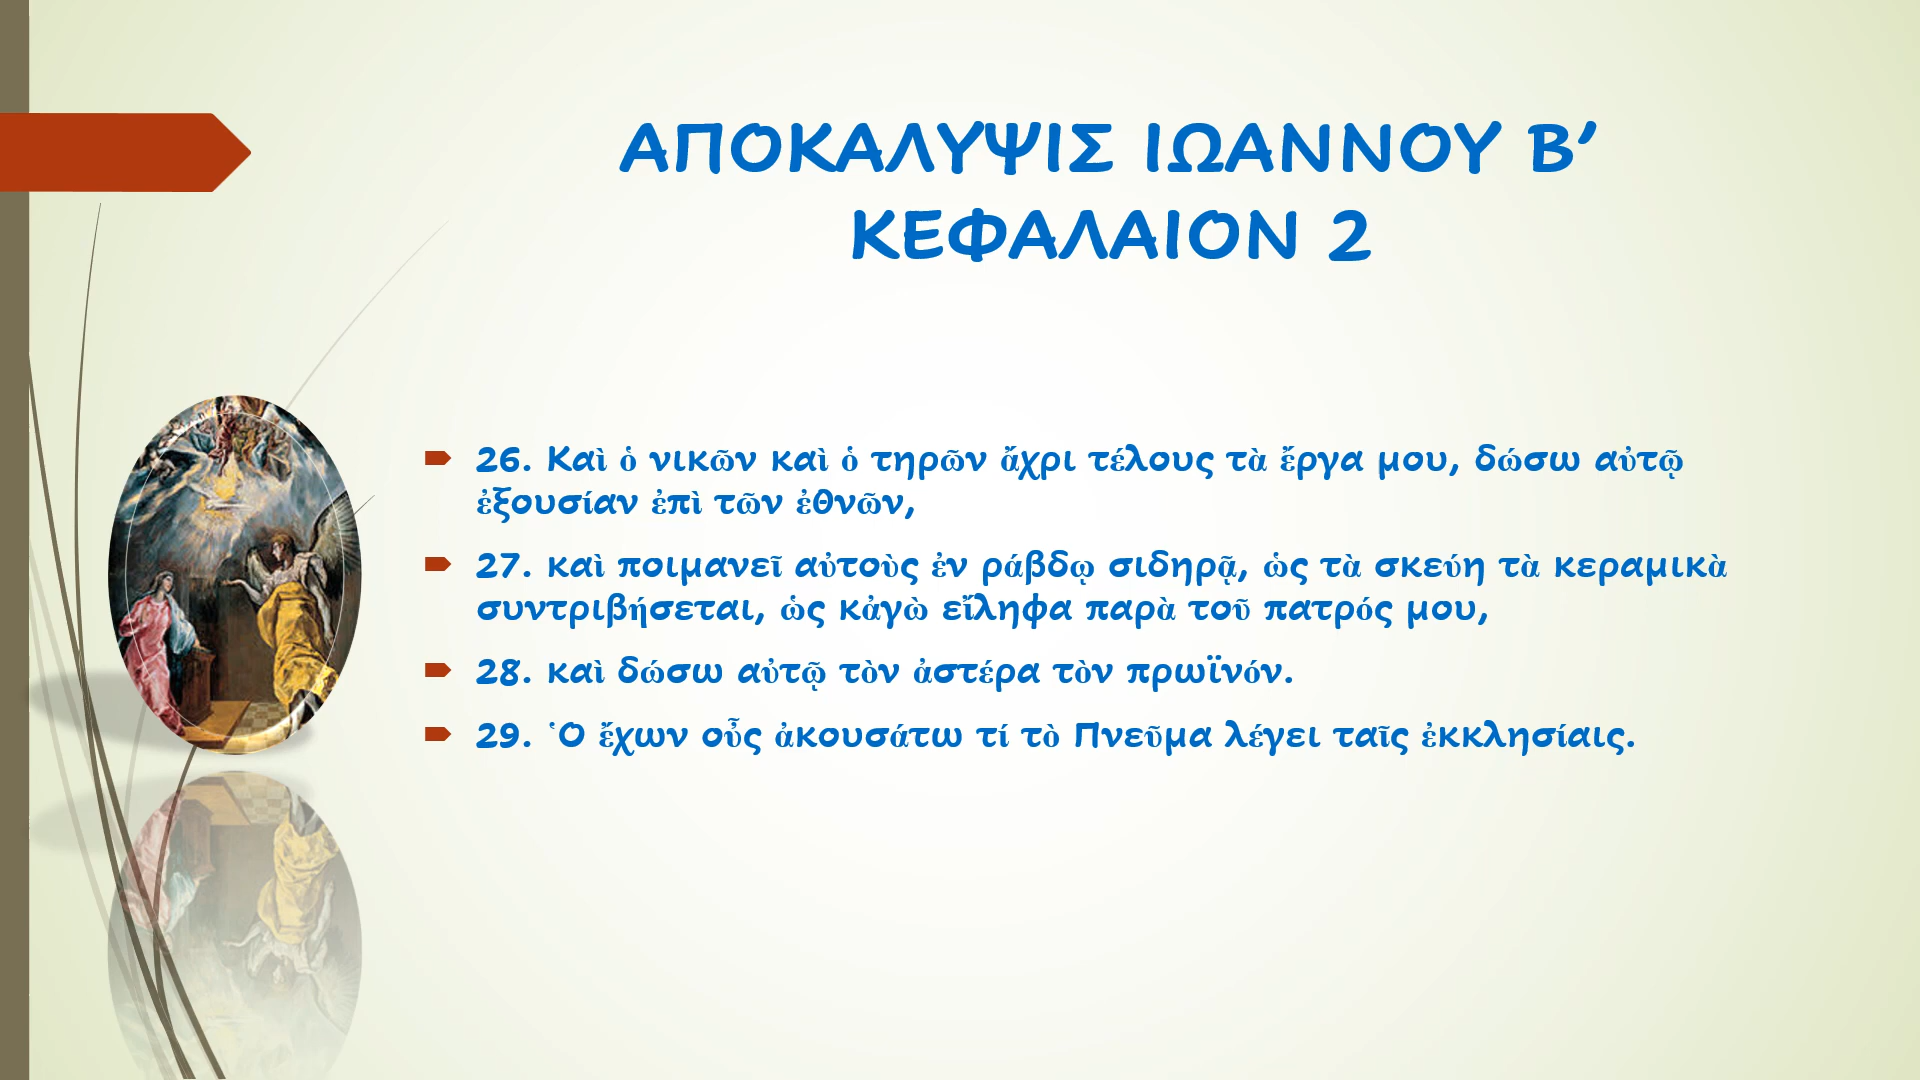 ΑΠΟΚΑΛΥΨΙΣ ΙΩΑΝΝΟΥ Β’
ΚΕΦΑΛΑΙΟΝ 2
26. Καὶ ὁ νικῶν καὶ ὁ τηρῶν ἄχρι τέλους τὰ ἔργα μου, δώσω αὐτῷ
ἐξουσίαν ἐπὶ τῶν ἐθνῶν,
27. καὶ ποιμανεῖ αὐτοὺς ἐν ράβδῳ σιδηρᾷ, ὡς τὰ σκεύη τὰ κεραμικὰ
συντριβήσεται, ὡς κἀγὼ εἴληφα παρὰ τοῦ πατρός μου,
28. καὶ δώσω αὐτῷ τὸν ἀστέρα τὸν πρωϊνόν.
29. Ὁ ἔχων οὖς ἀκουσάτω τί τὸ Πνεῦμα λέγει ταῖς ἐκκλησίαις.